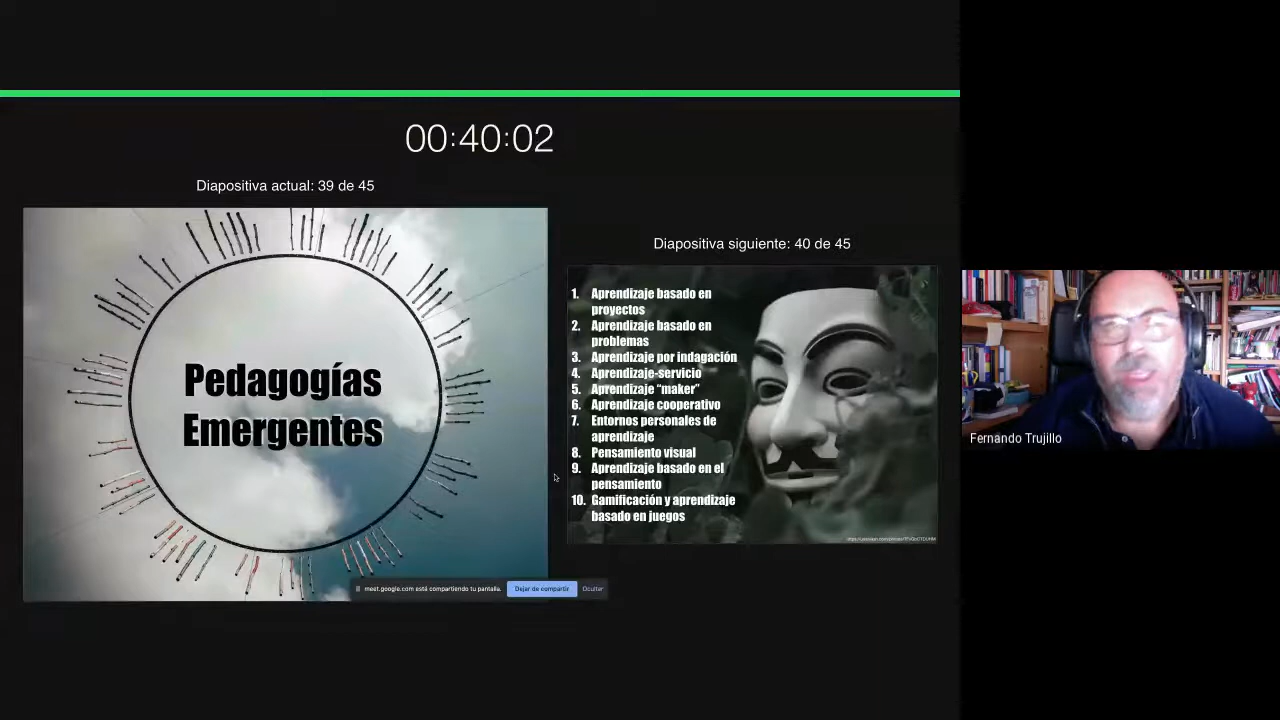 00:40:02
Diapositiva actual: 39 de 45
Pedagogías
Emergentes
Diapositiva siguiente: 40 de 45
1. Aprendizaje basado en
proyectos
2. Aprendizaje basado en
problemas
3. Aprendizaje por indagación
4. Aprendizaje-servicio
5. Aprendizaje “maker”
6. Aprendizaje cooperativo
7. Entornos personales de
aprendizaje
8. Pensamiento visual
9. Aprendizaje basado en el
pensamiento
10. Gamificación y aprendizaje
basado en juegos
meet.google.com está compartiendo tu pantalla.
Dejar de compartir
Ocultar
Fernando Trujillo